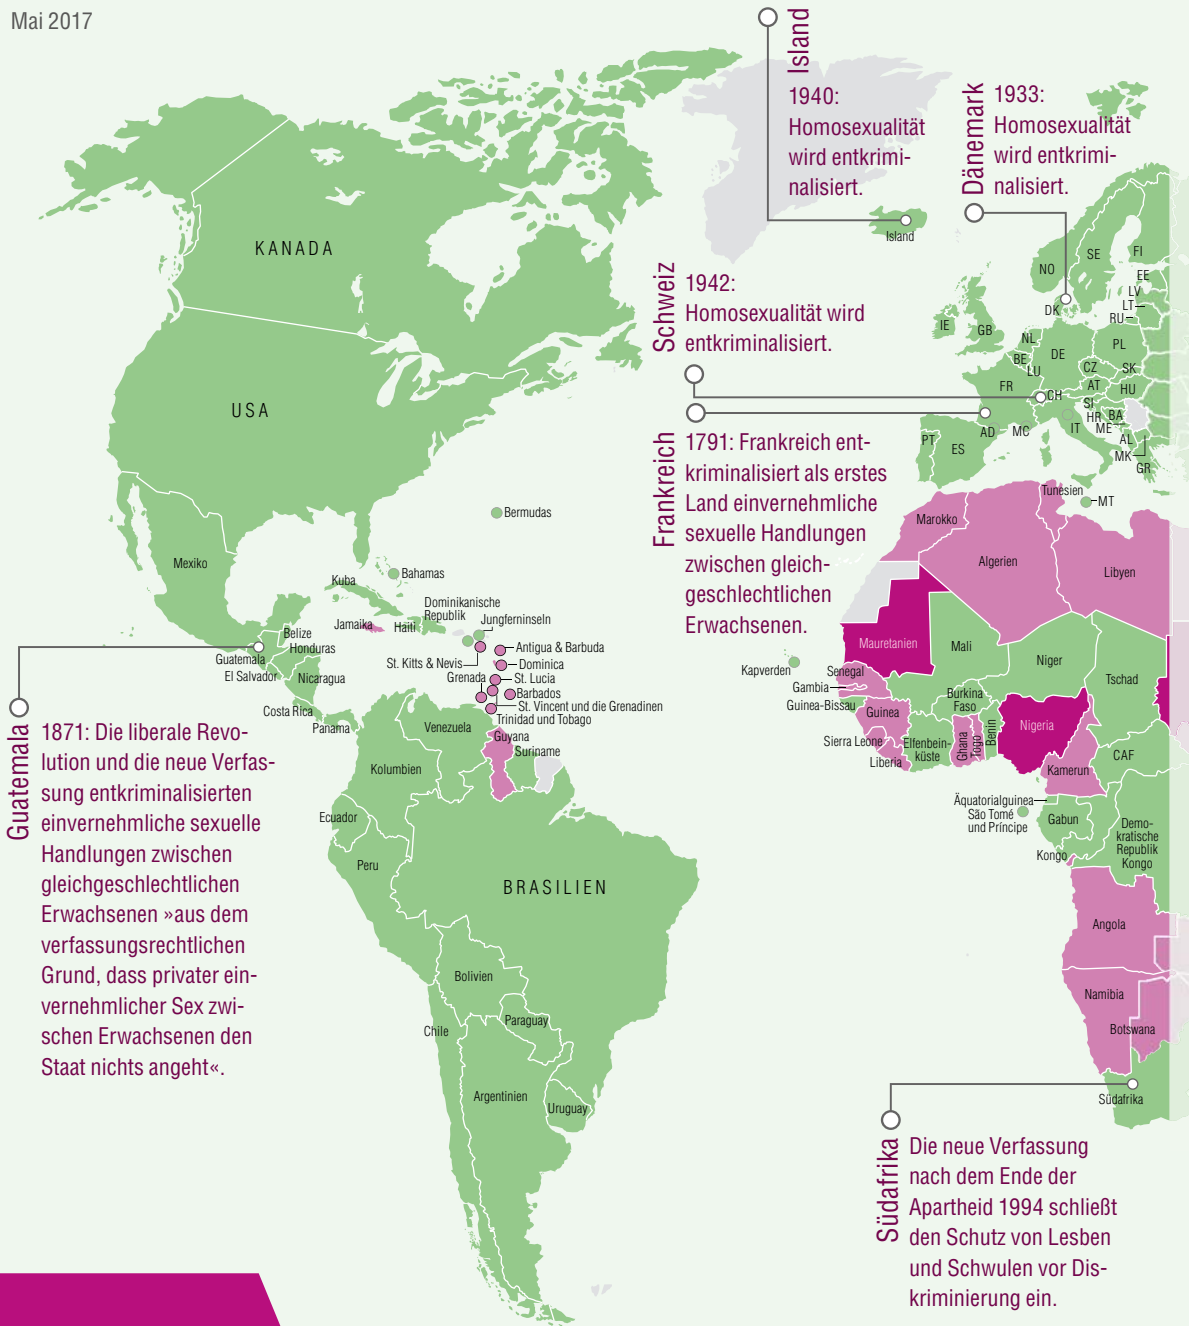 Mai 2017
Island
1940:
Homosexualität
wird entkrimi-
nalisiert.
Dänemark
1933:
Homosexualität
wird entkrimi-
nalisiert.
Schweiz
1942:
Homosexualität wird
entkriminalisiert.
Frankreich
1791: Frankreich ent-
kriminalisiert als erstes
Land einvernehmliche
sexuelle Handlungen
zwischen gleich-
geschlechtlichen
Erwachsenen.
Guatemala
1871: Die liberale Revo-
lution und die neue Verfas-
sung entkriminalisierten
einvernehmliche sexuelle
Handlungen zwischen
gleichgeschlechtlichen
Erwachsenen »aus dem
verfassungsrechtlichen
Grund, dass privater ein-
vernehmlicher Sex zwi-
schen Erwachsenen den
Staat nichts angeht«.
Südafrika
Die neue Verfassung
nach dem Ende der
Apartheid 1994 schließt
den Schutz von Lesben
und Schwulen vor Dis-
kriminierung ein.
KANADA
USA
Mexiko
Bermudas
Bahamas
Kuba
Dominikanische
Republik
Jungferninseln
Jamaika
Haiti
Belize
Honduras
Guatemala
El Salvador
Nicaragua
Costa Rica
Panama
St. Kitts & Nevis
Antigua & Barbuda
Dominica
Grenada
St. Lucia
Barbados
St. Vincent und die Grenadinen
Trinidad und Tobago
Venezuela
Guyana
Suriname
Kolumbien
Ecuador
Peru
BRASILIEN
Bolivien
Paraguay
Chile
Argentinien
Uruguay
Island
NO
SE
FI
EE
LV
LT
RU
DK
IE
GB
NL
BE
LU
DE
PL
CZ
SK
FR
CH
AT
HU
SI
HR
BA
ME
IT
AL
MK
GR
PT
ES
AD
MC
MT
Tunesien
Marokko
Algerien
Libyen
Mauretanien
Mali
Niger
Tschad
Kapverden
Senegal
Gambia
Guinea-Bissau
Guinea
Sierra Leone
Liberia
Elfenbein-
küste
Burkina
Faso
Ghana
Togo
Benin
Nigeria
Kamerun
CAF
Äquatorialguinea
São Tomé
und Príncipe
Gabun
Kongo
Demo-
kratische
Republik
Kongo
Angola
Namibia
Botswana
Südafrika